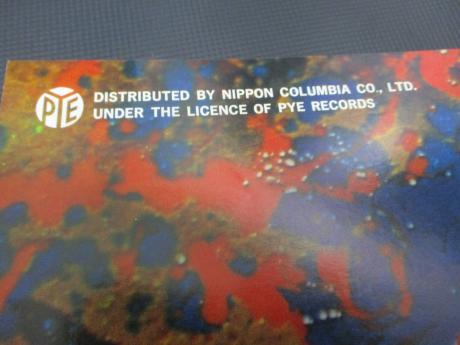 PYE
DISTRIBUTED BY NIPPON COLUMBIA CO., LTD.
UNDER THE LICENCE OF PYE RECORDS